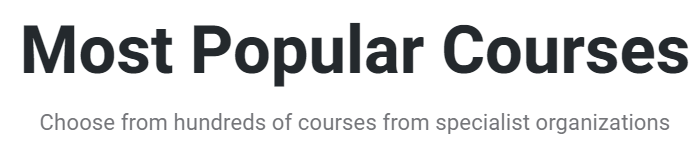 Most Popular Courses
Choose from hundreds of courses from specialist organizations